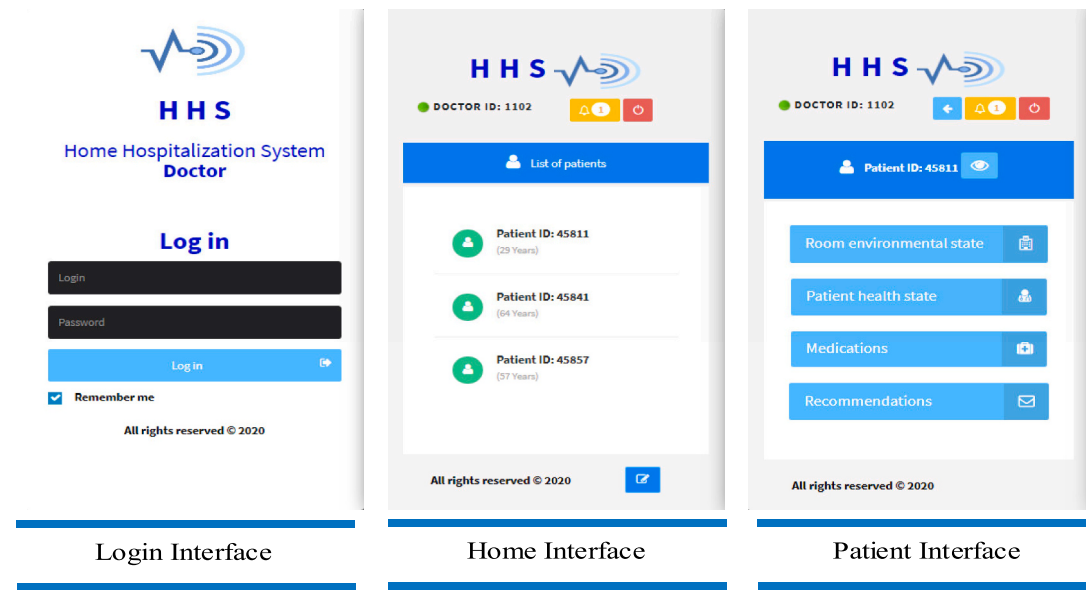 H H S
Home Hospitalization System
Doctor
Log in
Login
Password
Log in
Remember me
All rights reserved © 2020
Login Interface
H H S
DOCTOR ID: 1102
1
List of patients
Patient ID: 45811
(29 Years)
Patient ID: 45841
(64 Years)
Patient ID: 45857
(57 Years)
All rights reserved © 2020
Home Interface
H H S
DOCTOR ID: 1102
1
Patient ID: 45811
Room environmental state
Patient health state
Medications
Recommendations
All rights reserved © 2020
Patient Interface